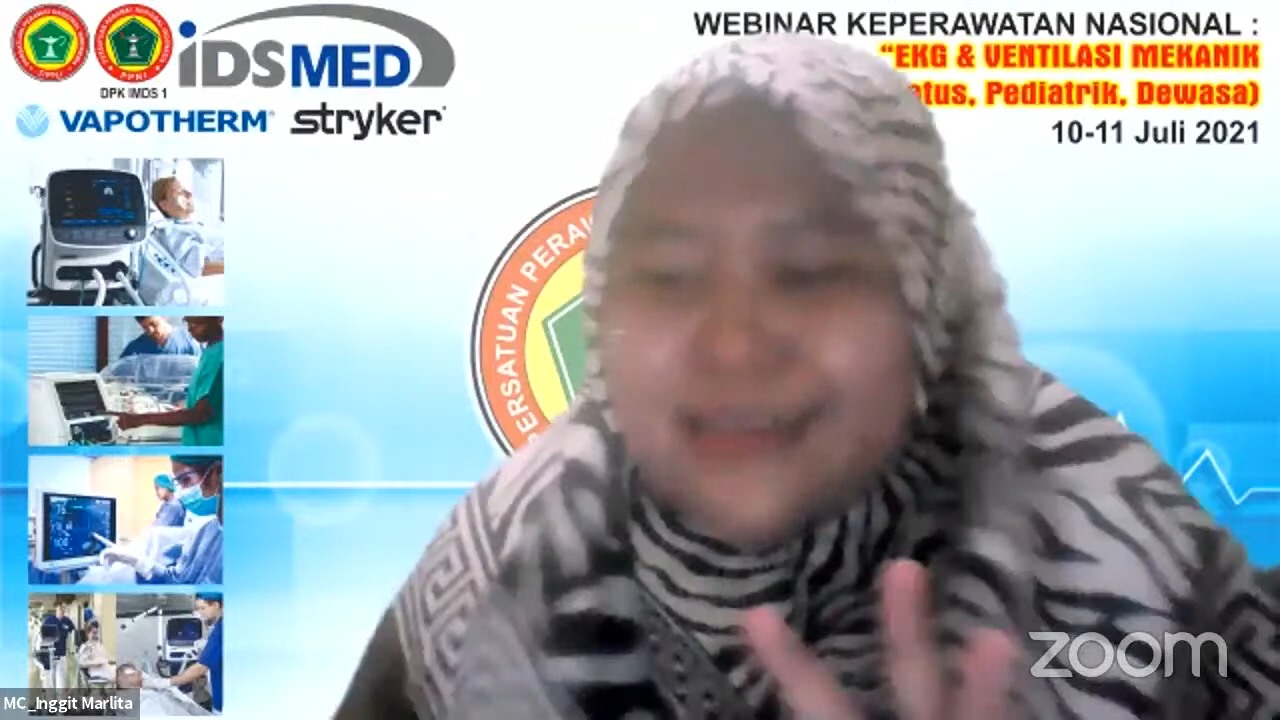 iDSMED
DPK IMDS 1
VAPOTHERM
stryker
WEBINAR KEPERAWATAN NASIONAL :
“EKG & VENTILASI MEKANIK
Pediatrik, Dewasa)
10-11 Juli 2021
PPNI
zoom
MC_Inggit Marlita